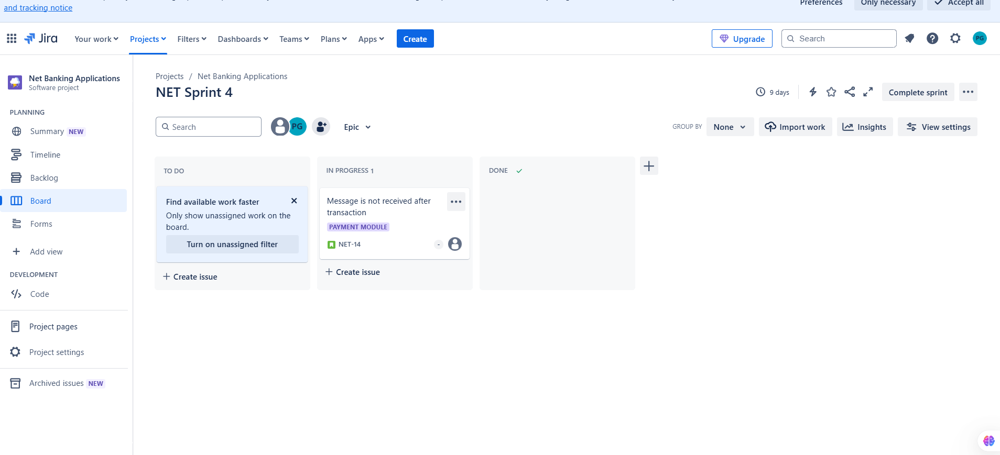 and tracking notice
Preferences
Only necessary
Accept all
Jira
Your work
Projects
Filters
Dashboards
Teams
Plans
Apps
Create
Upgrade
Search
PG
Net Banking Applications
Software project
PLANNING
Summary NEW
Timeline
Backlog
Board
Forms
Add view
DEVELOPMENT
Code
Project pages
Project settings
Archived issues NEW
Projects / Net Banking Applications
NET Sprint 4
9 days
Complete sprint
Search
PG
Epic
GROUP BY
None
Import work
Insights
View settings
TO DO
Find available work faster
Only show unassigned work on the
board.
Turn on unassigned filter
Create issue
IN PROGRESS 1
Message is not received after
transaction
PAYMENT MODULE
NET-14
-
Create issue
DONE